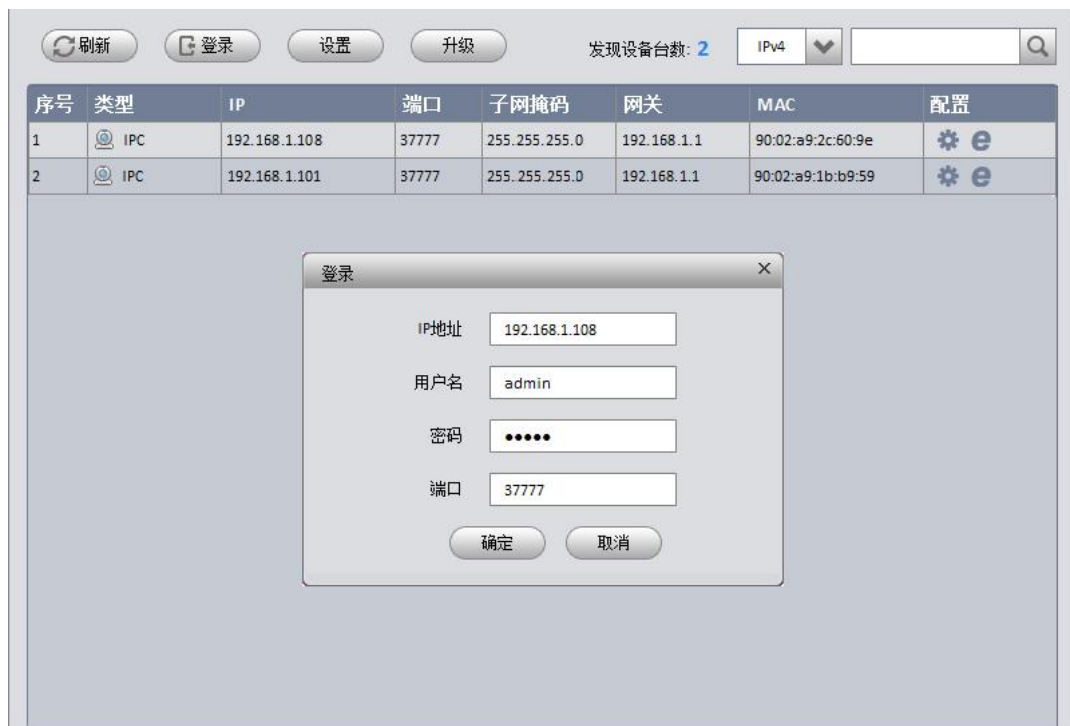 刷新 登录 设置 升级 发现设备台数: 2 IPv4
序号 类型 IP 端口 子网掩码 网关 MAC 配置
1 IPC 192.168.1.108 37777 255.255.255.0 192.168.1.1 90:02:a9:2c:60:9e
2 IPC 192.168.1.101 37777 255.255.255.0 192.168.1.1 90:02:a9:1b:b9:59
登录
IP地址 192.168.1.108
用户名 admin
密码 •••••
端口 37777
确定 取消